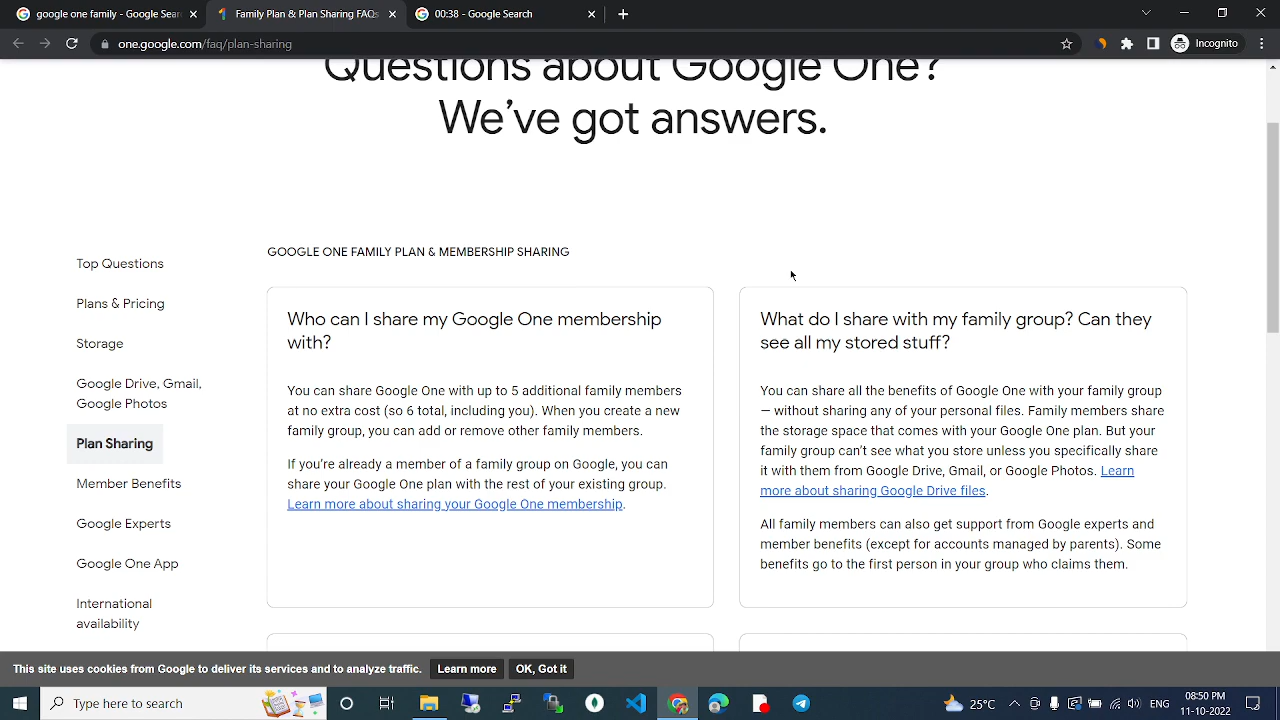 google one family - Google Sear
Family Plan & Plan Sharing FAQs
00:38 - Google Search
one.google.com/faq/plan-sharing
Incognito
Questions about Google One?
We’ve got answers.
GOOGLE ONE FAMILY PLAN & MEMBERSHIP SHARING
Top Questions
Plans & Pricing
Storage
Google Drive, Gmail,
Google Photos
Plan Sharing
Member Benefits
Google Experts
Google One App
International
availability
Who can I share my Google One membership
with?
You can share Google One with up to 5 additional family members
at no extra cost (so 6 total, including you). When you create a new
family group, you can add or remove other family members.
If you’re already a member of a family group on Google, you can
share your Google One plan with the rest of your existing group.
Learn more about sharing your Google One membership.
What do I share with my family group? Can they
see all my stored stuff?
You can share all the benefits of Google One with your family group
— without sharing any of your personal files. Family members share
the storage space that comes with your Google One plan. But your
family group can’t see what you store unless you specifically share
it with them from Google Drive, Gmail, or Google Photos. Learn
more about sharing Google Drive files.
All family members can also get support from Google experts and
member benefits (except for accounts managed by parents). Some
benefits go to the first person in your group who claims them.
This site uses cookies from Google to deliver its services and to analyze traffic.
Learn more
OK, Got it
Type here to search
25°C
ENG
08:50 PM
11-10-2022